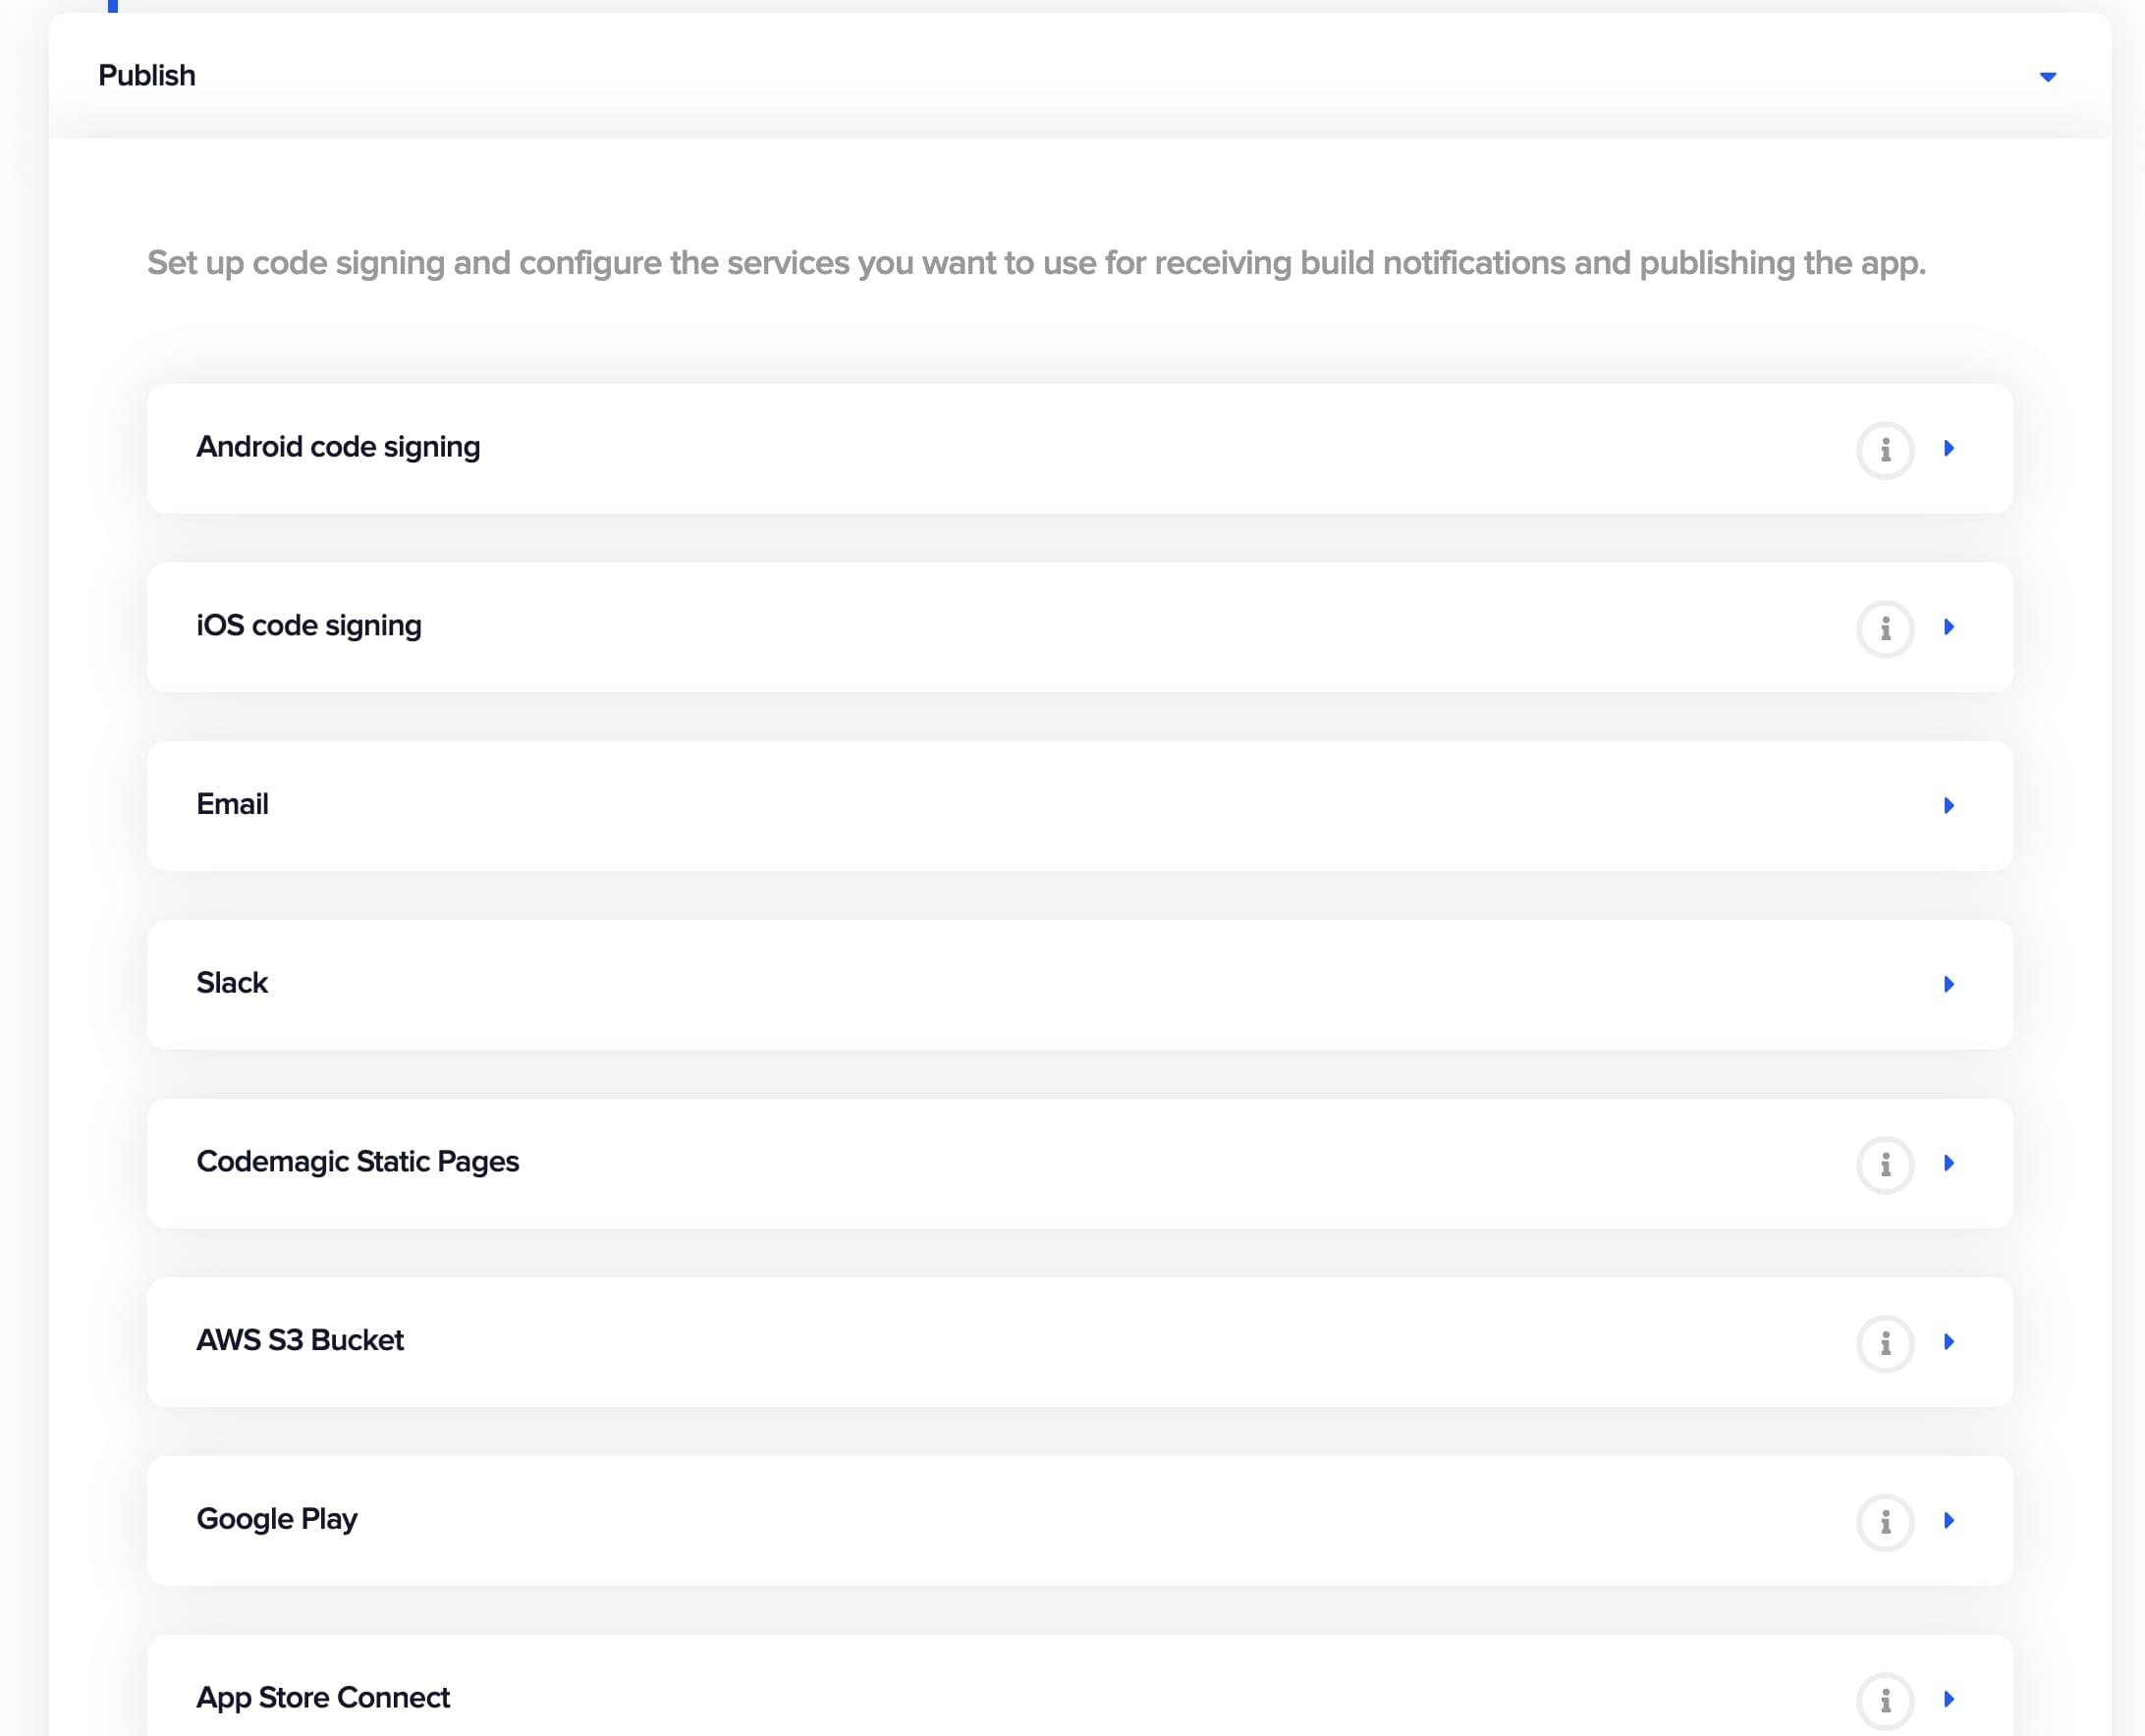 Publish
Set up code signing and configure the services you want to use for receiving build notifications and publishing the app.
Android code signing
iOS code signing
Email
Slack
Codemagic Static Pages
AWS S3 Bucket
Google Play
App Store Connect